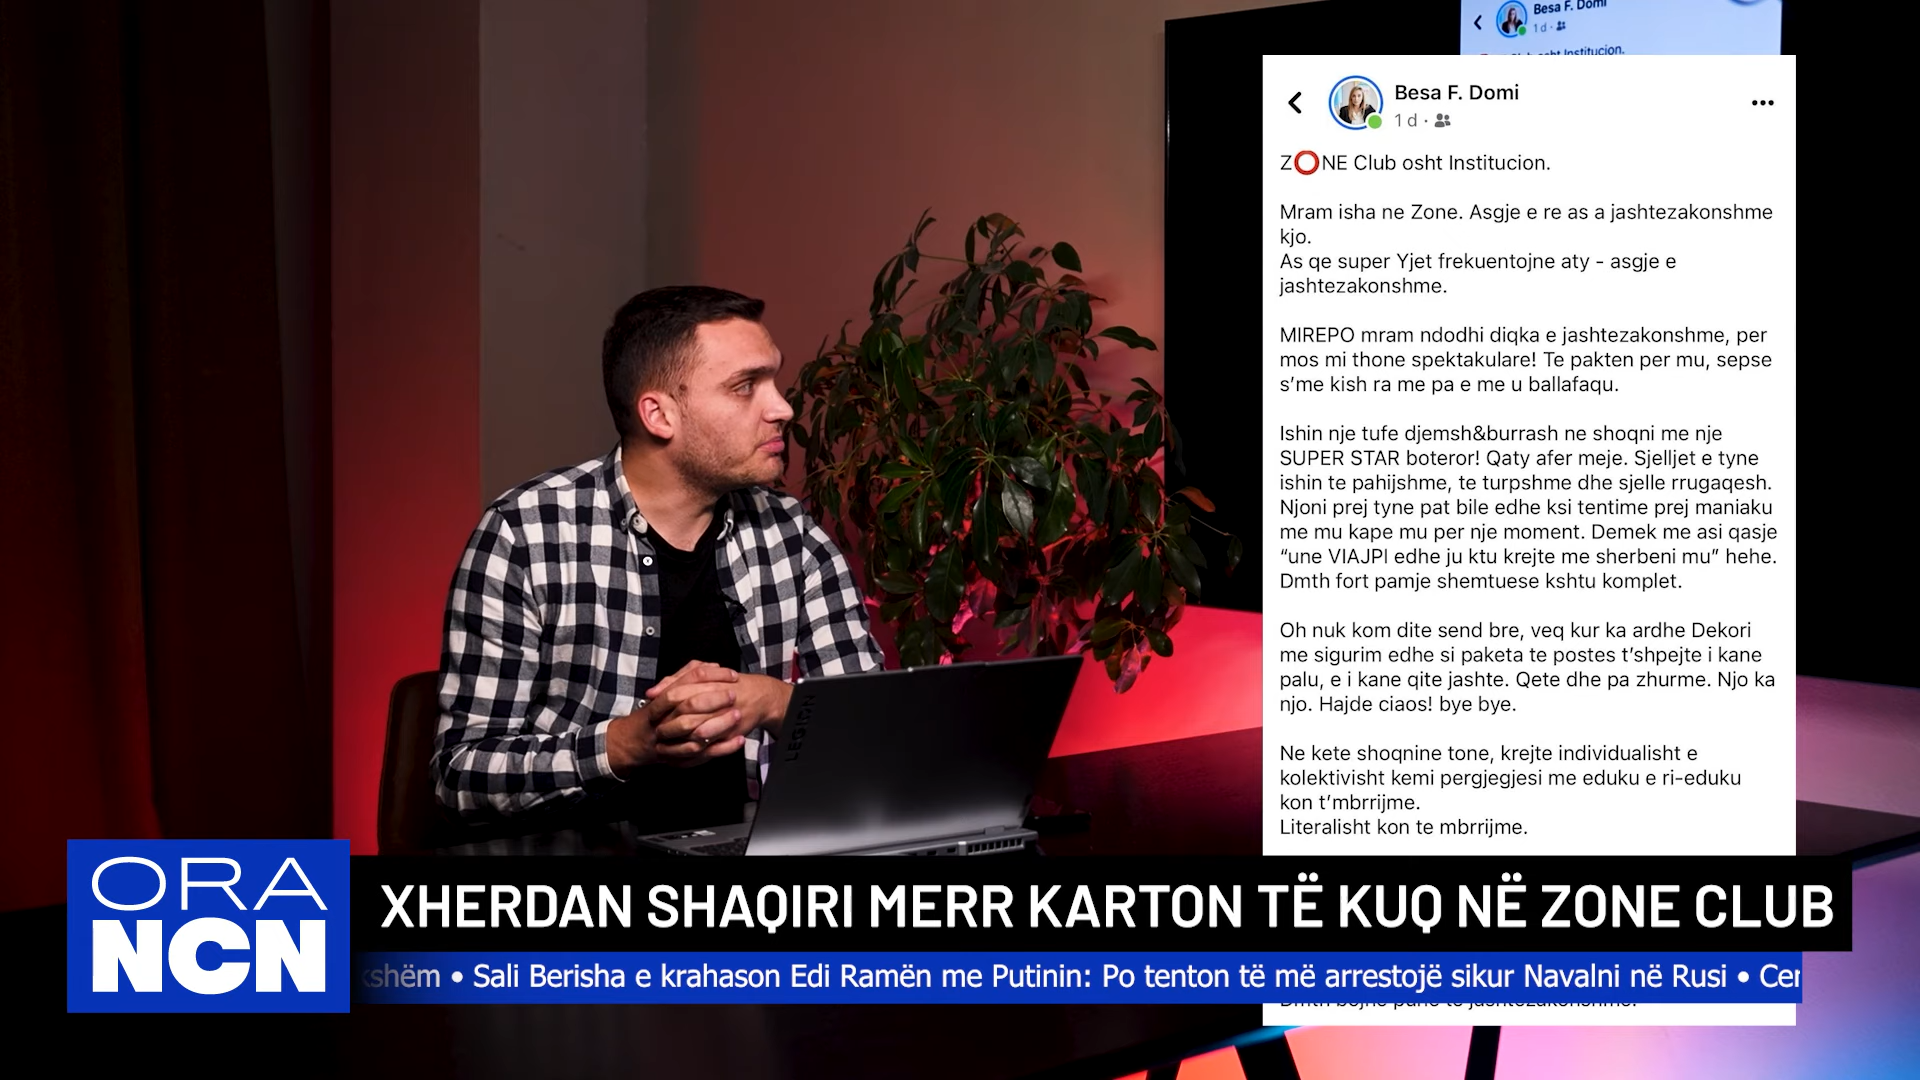 Besa F. Domi
1 d
Besa F. Domi
1 d
Z⭕NE Club osht Institucion.
Mram isha ne Zone. Asgje e re as a jashtezakonshme
kjo.
As qe super Yjet frekuentojne aty - asgje e
jashtezakonshme.
MIREPO mram ndodhi diqka e jashtezakonshme, per
mos mi thone spektakulare! Te pakten per mu, sepse
s'me kish ra me pa e me u ballafaqu.
Ishin nje tufe djemsh&burrash ne shoqni me nje
SUPER STAR boteror! Qaty afer meje. Sjelljet e tyne
ishin te pahijshme, te turpshme dhe sjelle rrugaqesh.
Njoni prej tyne pat bile edhe ksi tentime prej maniaku
me mu kape mu per nje moment. Demek me asi qasje
“une VIAJPI edhe ju ktu krejte me sherbeni mu” hehe.
Dmth fort pamje shemtuese kshtu komplet.
Oh nuk kom dite send bre, veq kur ka ardhe Dekori
me sigurim edhe si paketa te postes t'shpejte i kane
palu, e i kane qite jashte. Qete dhe pa zhurme. Njo ka
njo. Hajde ciaos! bye bye.
Ne kete shoqnine tone, krejte individualisht e
kolektivisht kemi pergjegjesi me eduku e ri-eduku
kon t'mbrrijme.
Literalisht kon te mbrrijme.
LEGION
ORA
NCN
XHERDAN SHAQIRI MERR KARTON TË KUQ NË ZONE CLUB
kshëm • Sali Berisha e krahason Edi Ramën me Putinin: Po tenton të më arrestojë sikur Navalni në Rusi • Cer